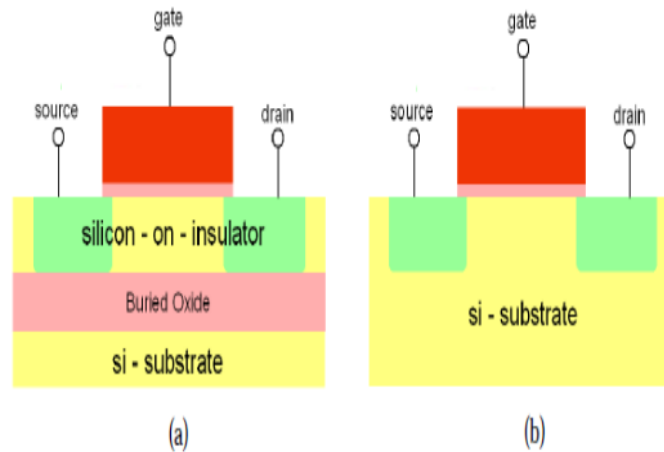 gate
source
drain
silicon - on - insulator
Buried Oxide
si - substrate
(a)
gate
source
drain
si - substrate
(b)